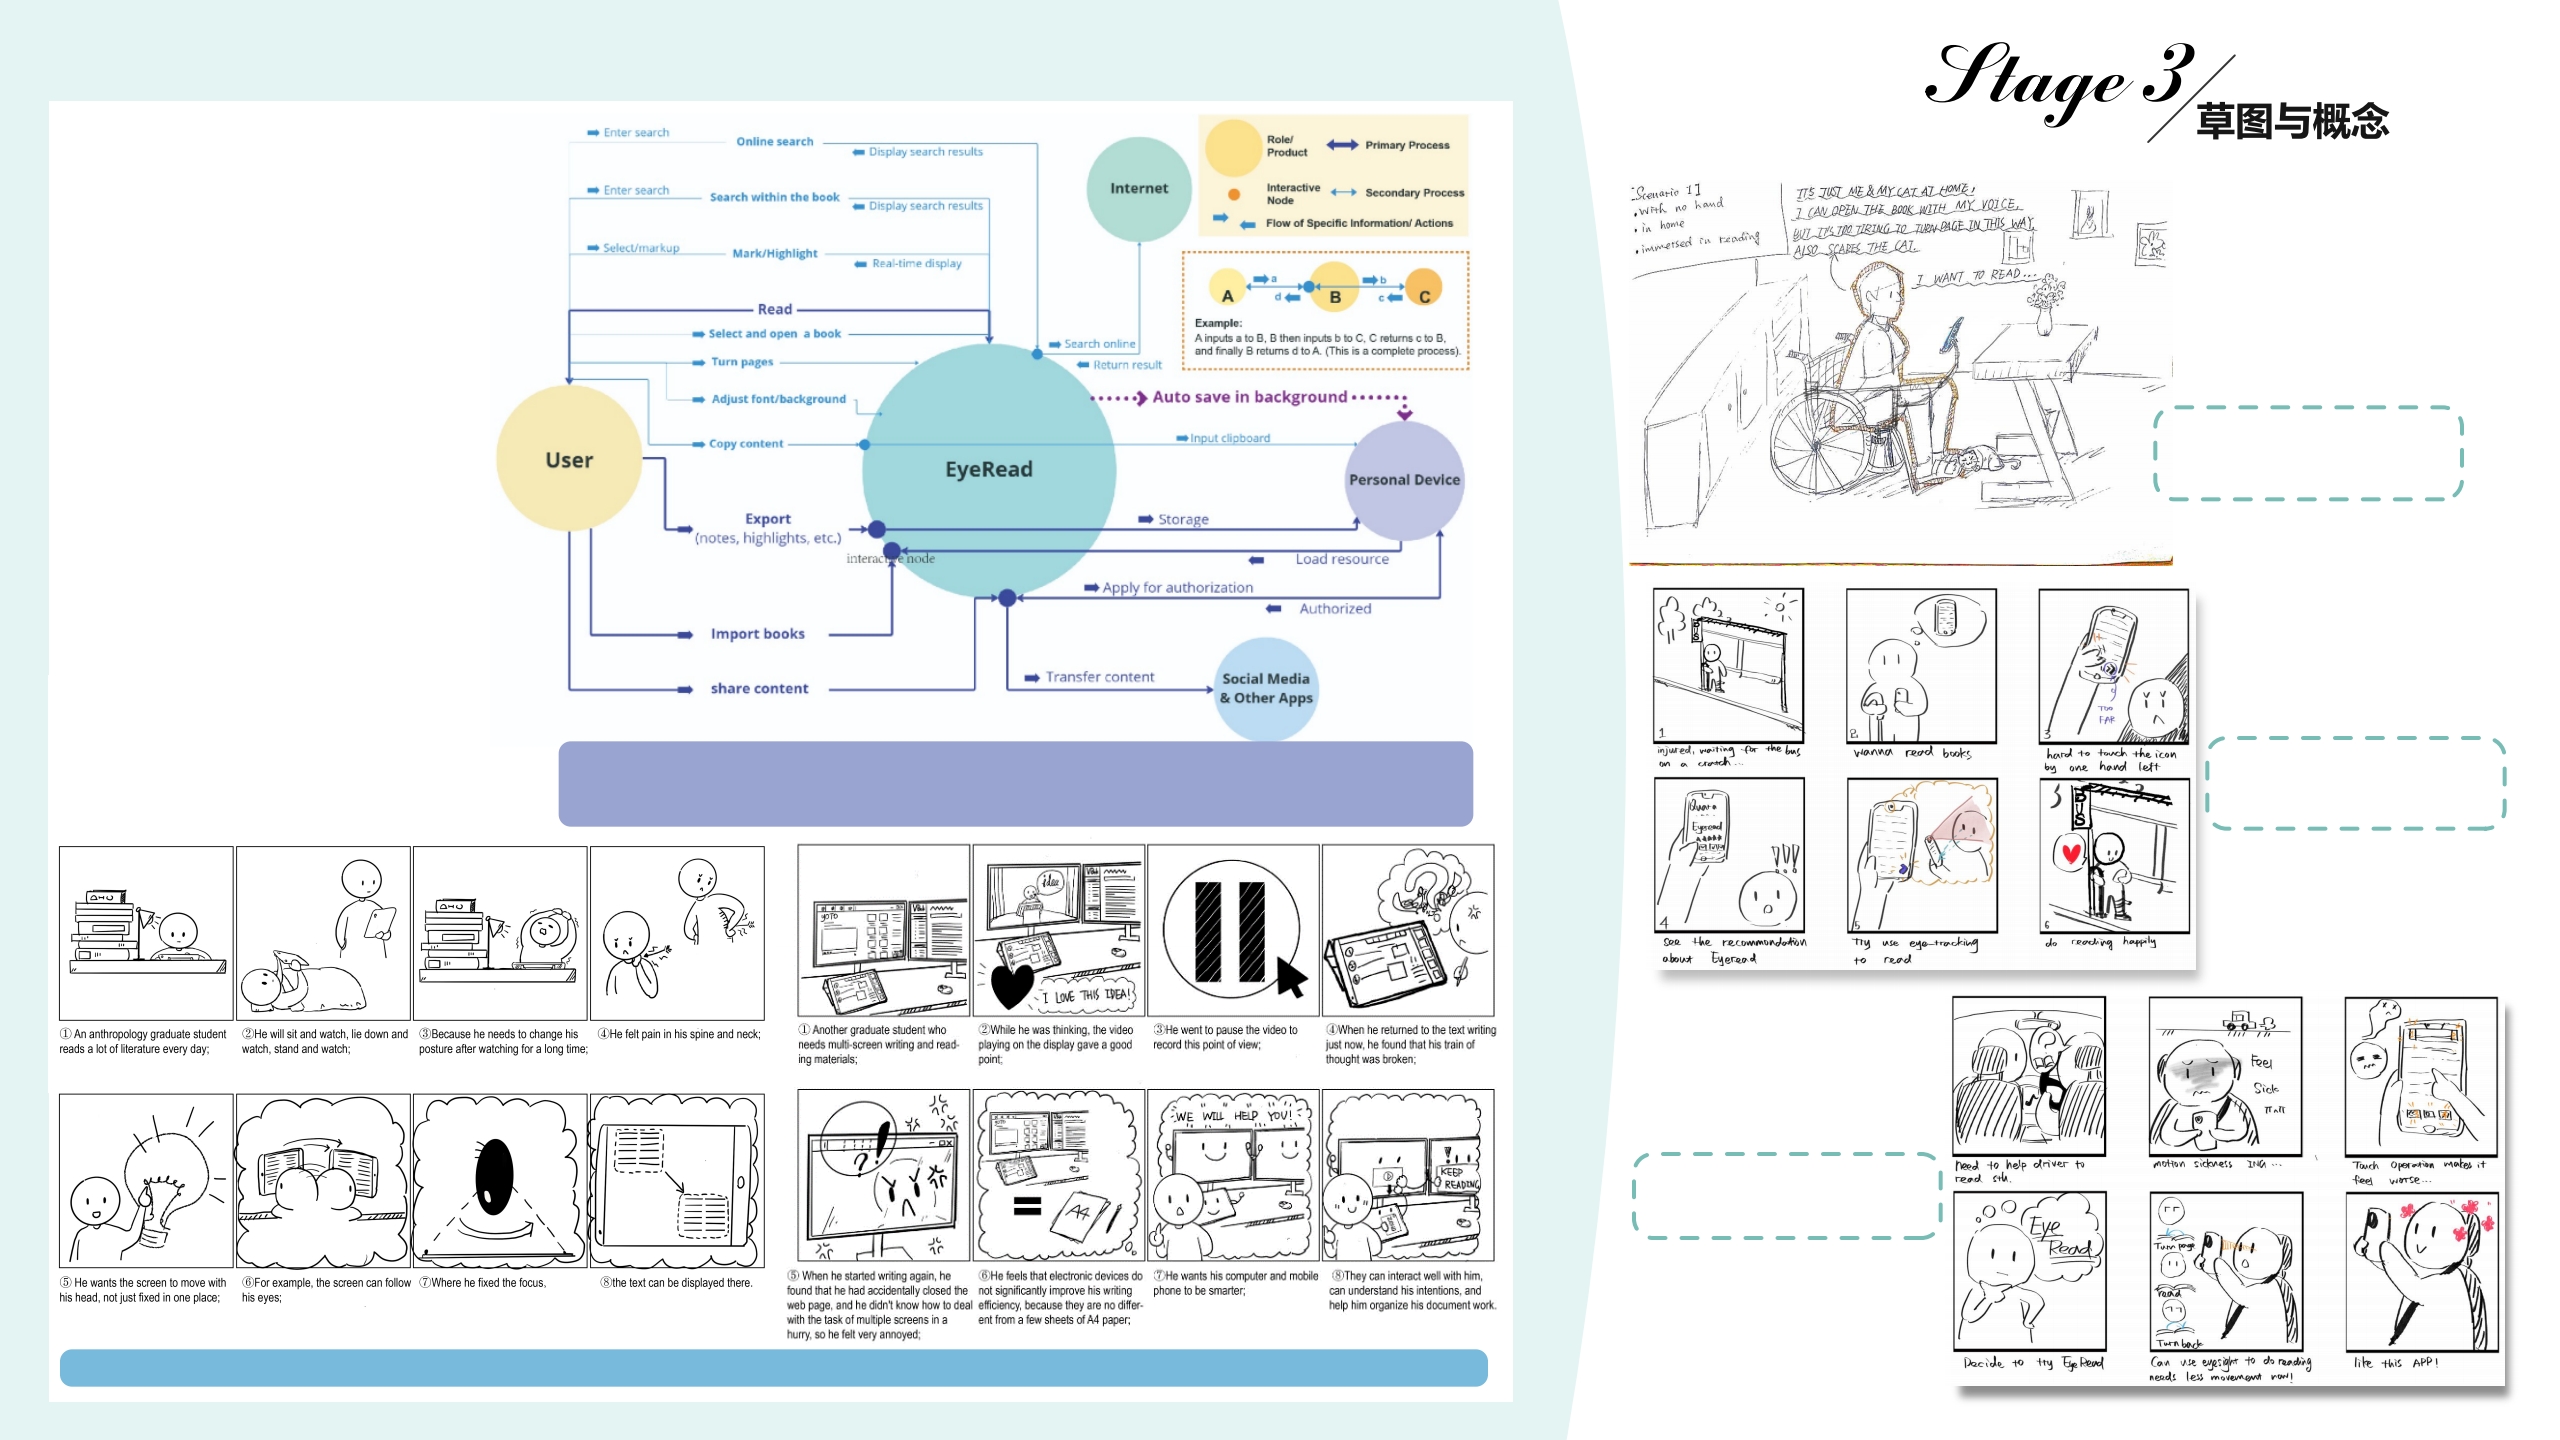 Stage 3
草图与概念
Enter search
Online search
Display search results
Enter search
Search within the book
Display search results
Select/markup
Mark/Highlight
Real-time display
Read
Select and open a book
Turn pages
Adjust font/background
Copy content
User
EyeRead
Internet
Search online
Return result
Auto save in background
Input clipboard
Personal Device
Export
(notes, highlights, etc.)
Storage
interac
e node
Load resource
Apply for authorization
Authorized
Import books
share content
Transfer content
Social Media
& Other Apps
Role/
Product
Primary Process
Interactive
Node
Secondary Process
Flow of Specific Information/ Actions
A
a
d
B
b
c
C
Example:
A inputs a to B, B then inputs b to C, C returns c to B,
and finally B returns d to A. (This is a complete process).
① An anthropology graduate student
reads a lot of literature every day;
②He will sit and watch, lie down and
watch, stand and watch;
③Because he needs to change his
posture after watching for a long time;
④He felt pain in his spine and neck;
⑤ He wants the screen to move with
his head, not just fixed in one place;
⑥For example, the screen can follow
his eyes;
⑦Where he fixed the focus,
⑧the text can be displayed there.
idea
I LOVE THIS IDEA!
① Another graduate student who
needs multi-screen writing and read-
ing materials;
②While he was thinking, the video
playing on the display gave a good
point;
③He went to pause the video to
record this point of view;
④When he returned to the text writing
just now, he found that his train of
thought was broken;
?!
A4
WE WILL HELP YOU!
KEEP
READING
⑤ When he started writing again, he
found that he had accidentally closed the
web page, and he didn't know how to deal
with the task of multiple screens in a
hurry, so he felt very annoyed;
⑥He feels that electronic devices do
not significantly improve his writing
efficiency, because they are no differ-
ent from a few sheets of A4 paper;
⑦He wants his computer and mobile
phone to be smarter;
⑧They can interact well with him,
can understand his intentions, and
help him organize his document work.
[Scenario 1]
• With no hand
• in home
• immersed in reading
IT'S JUST ME & MY CAT AT HOME,
I CAN OPEN THE BOOK WITH MY VOICE,
BUT IT'S TOO TIRING TO TURN PAGE IN THIS WAY,
ALSO SCARES THE CAT.
I WANT TO READ...
BUS
1
injured, waiting for the bus
on a cratch...
2
wanna read books
TOO
FAR
3
hard to touch the icon
by one hand left
Eyeread
!!!
4
see the recommondation
about Eyeread
5
Try use eye-tracking
to read
BUS
6
do reading happily
need to help driver to
read sth.
Feel
Sick
motion sickness ING...
Touch operation makes it
feel worse...
Eye
Read
Decide to try EyeRead
Turn page
read
Turn back
Can use eyesight to do reading
needs less movement now!
like this APP!